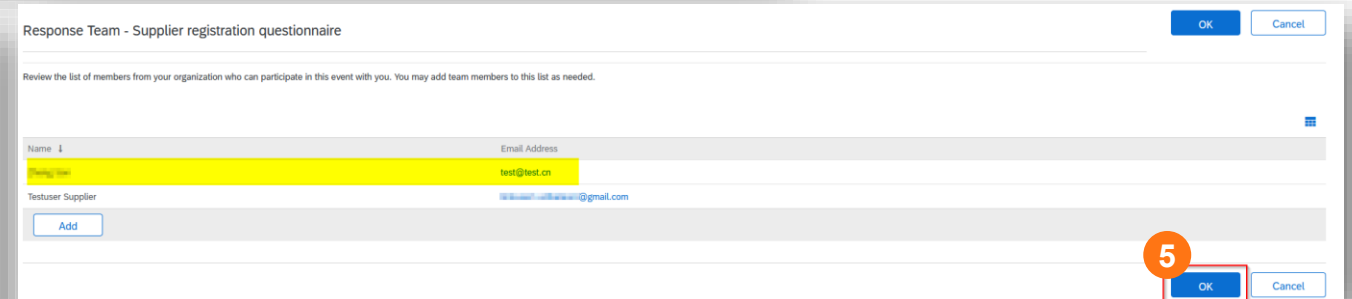 Response Team - Supplier registration questionnaire
OK Cancel
Review the list of members from your organization who can participate in this event with you. You may add team members to this list as needed.
Name ↓ Email Address
test@test.cn
Testuser Supplier @gmail.com
Add
5
OK Cancel